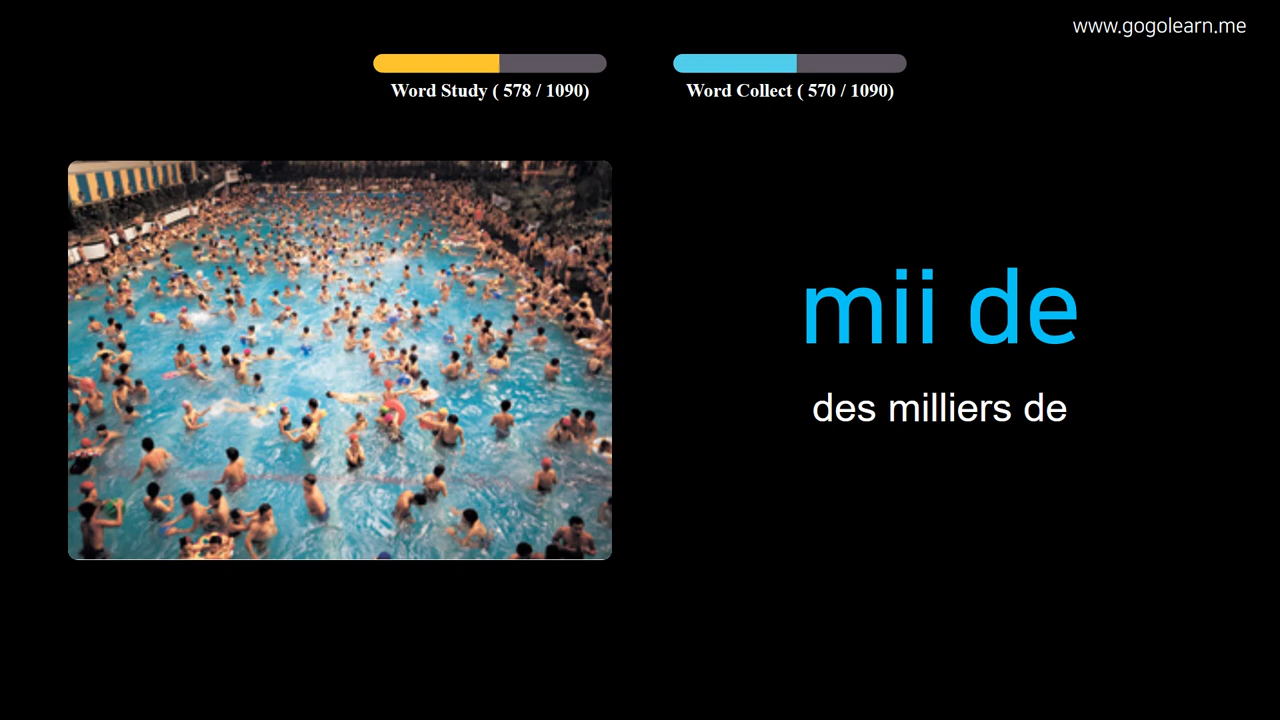 www.gogolearn.me
Word Study ( 578 / 1090)
Word Collect ( 570 / 1090)
mii de
des milliers de